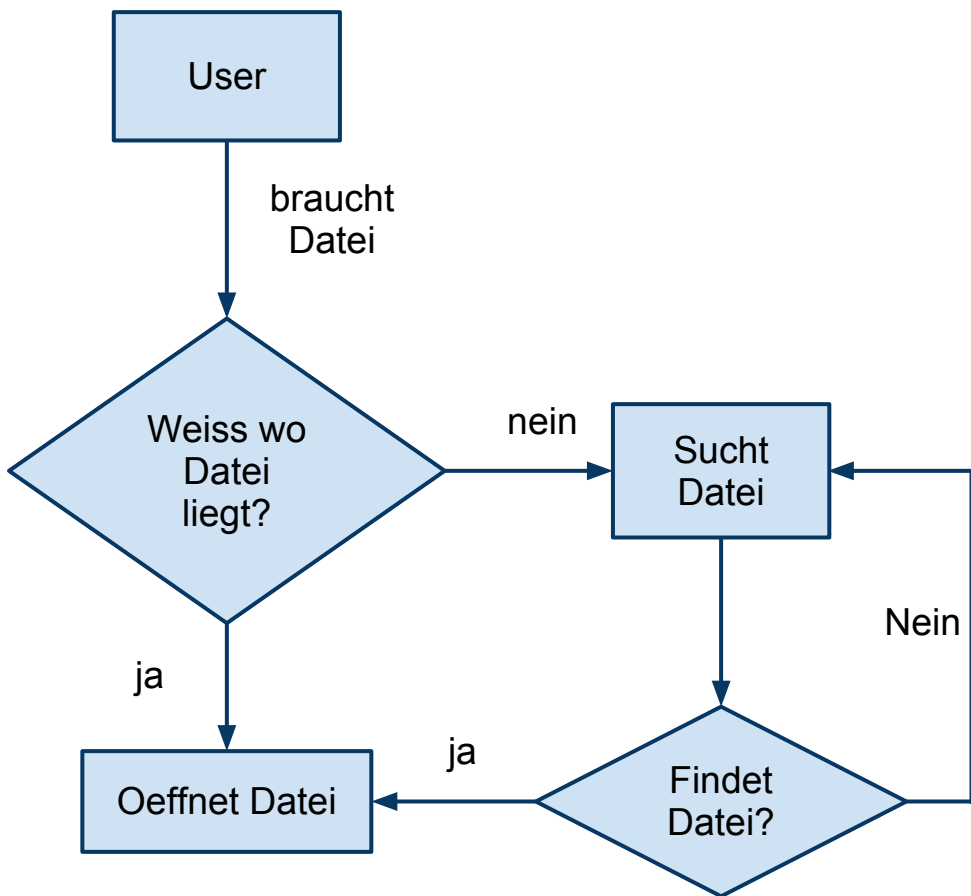 User
braucht
Datei
Weiss wo
Datei
liegt?
nein
Sucht
Datei
Nein
ja
Oeffnet Datei
ja
Findet
Datei?